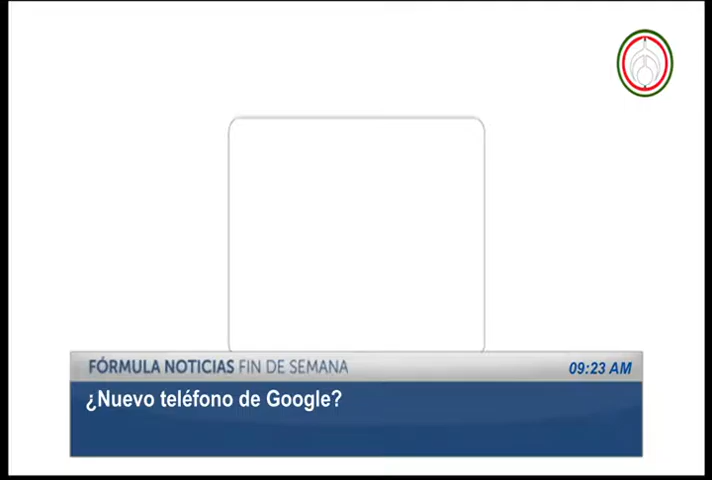 FÓRMULA NOTICIAS FIN DE SEMANA
09:23 AM
¿Nuevo teléfono de Google?